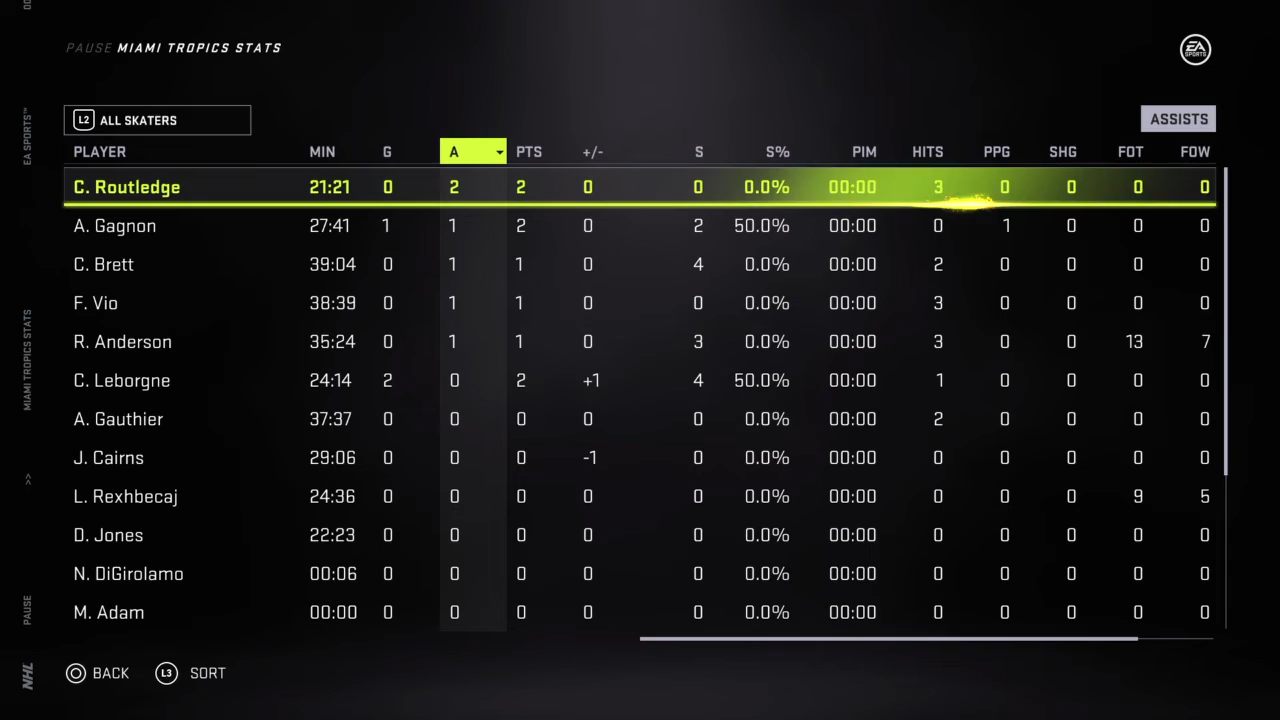 PAUSE MIAMI TROPICS STATS
EA SPORTS
L2 ALL SKATERS
ASSISTS
PLAYER MIN G A PTS +/- S S% PIM HITS PPG SHG FOT FOW
C. Routledge 21:21 0 2 2 0 0 0.0% 00:00 3 0 0 0 0
A. Gagnon 27:41 1 1 2 0 2 50.0% 00:00 0 1 0 0 0
C. Brett 39:04 0 1 1 0 4 0.0% 00:00 2 0 0 0 0
F. Vio 38:39 0 1 1 0 0 0.0% 00:00 3 0 0 0 0
R. Anderson 35:24 0 1 1 0 3 0.0% 00:00 3 0 0 13 7
C. Leborgne 24:14 2 0 2 +1 4 50.0% 00:00 1 0 0 0 0
A. Gauthier 37:37 0 0 0 0 0 0.0% 00:00 2 0 0 0 0
J. Cairns 29:06 0 0 0 -1 0 0.0% 00:00 0 0 0 0 0
L. Rexhbecaj 24:36 0 0 0 0 0 0.0% 00:00 0 0 0 9 5
D. Jones 22:23 0 0 0 0 0 0.0% 00:00 0 0 0 0 0
N. DiGirolamo 00:06 0 0 0 0 0 0.0% 00:00 0 0 0 0 0
M. Adam 00:00 0 0 0 0 0 0.0% 00:00 0 0 0 0 0
BACK L3 SORT
NHL PAUSE >> MIAMI TROPICS STATS EA SPORTS™